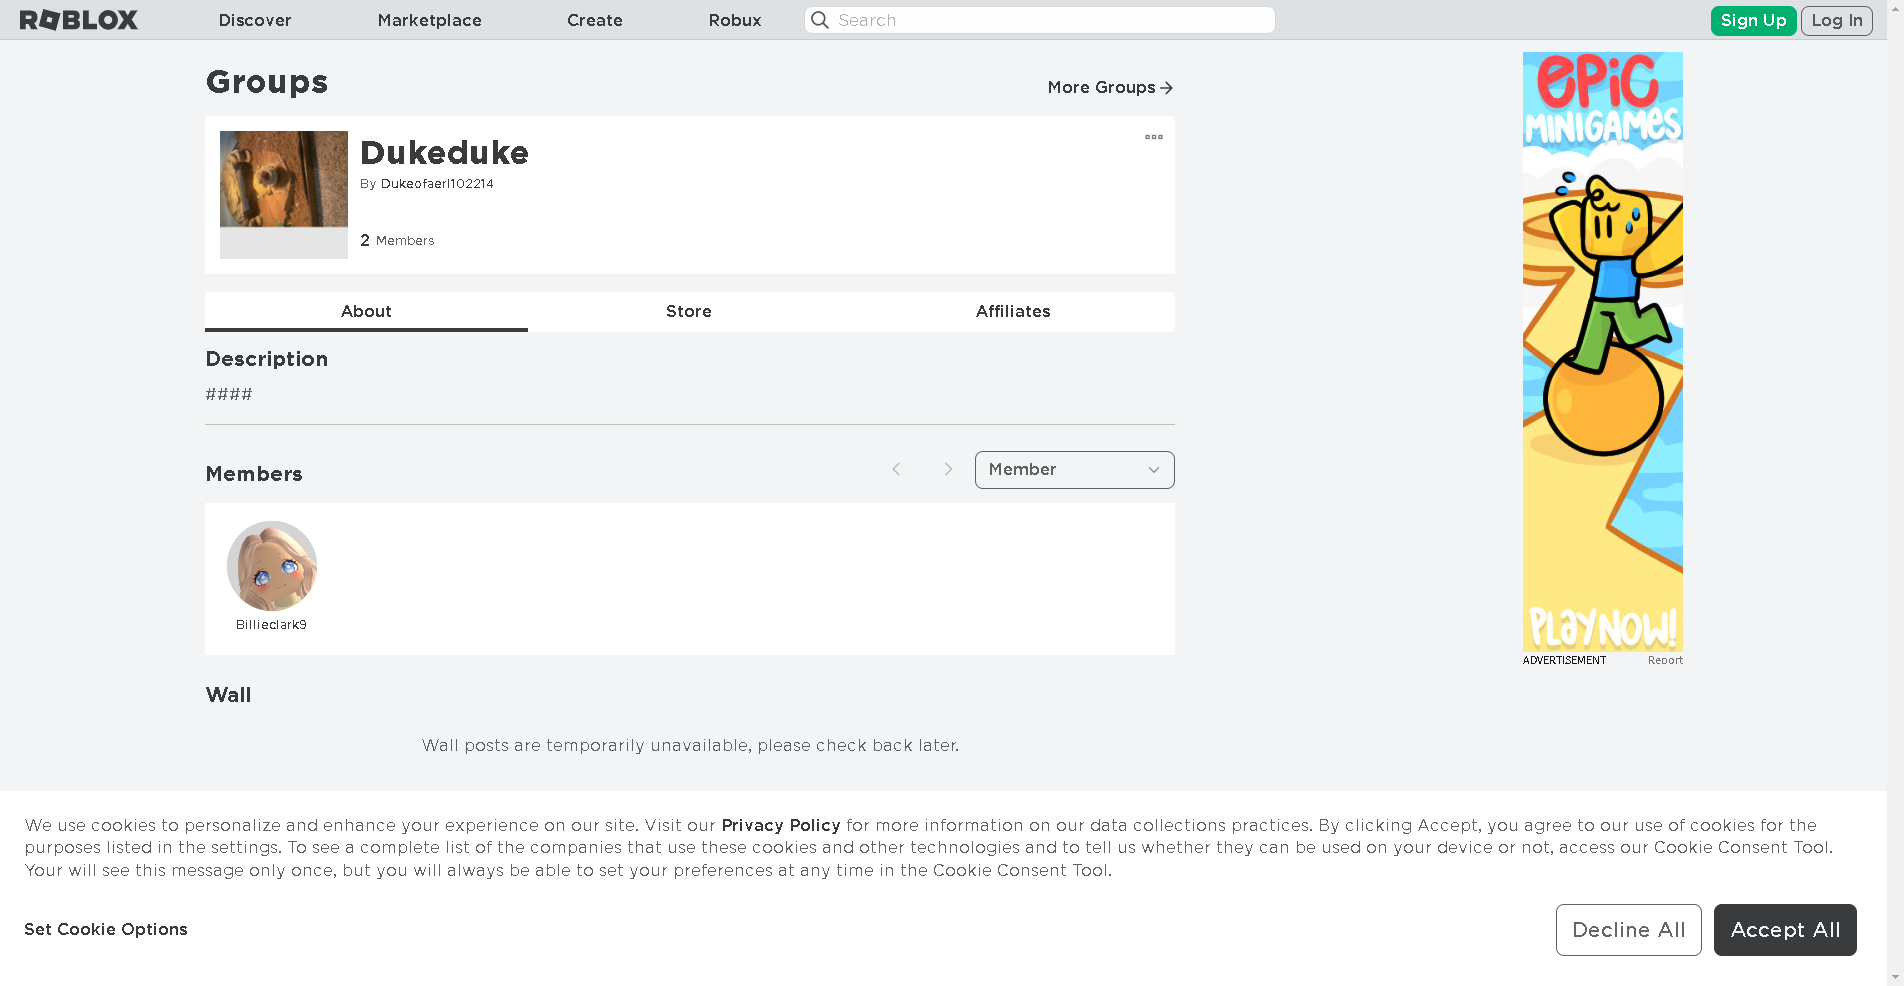 ROBLOX
Discover
Marketplace
Create
Robux
Search
Sign Up
Log In
Groups
More Groups
Dukeduke
By Dukeofaerl102214
2 Members
About
Store
Affiliates
Description
####
Members
Member
Billieclark9
Wall
Wall posts are temporarily unavailable, please check back later.
EPIC
MINIGAMES
PLAY NOW!
ADVERTISEMENT
Report
We use cookies to personalize and enhance your experience on our site. Visit our Privacy Policy for more information on our data collections practices. By clicking Accept, you agree to our use of cookies for the
purposes listed in the settings. To see a complete list of the companies that use these cookies and other technologies and to tell us whether they can be used on your device or not, access our Cookie Consent Tool.
Your will see this message only once, but you will always be able to set your preferences at any time in the Cookie Consent Tool.
Set Cookie Options
Decline All
Accept All